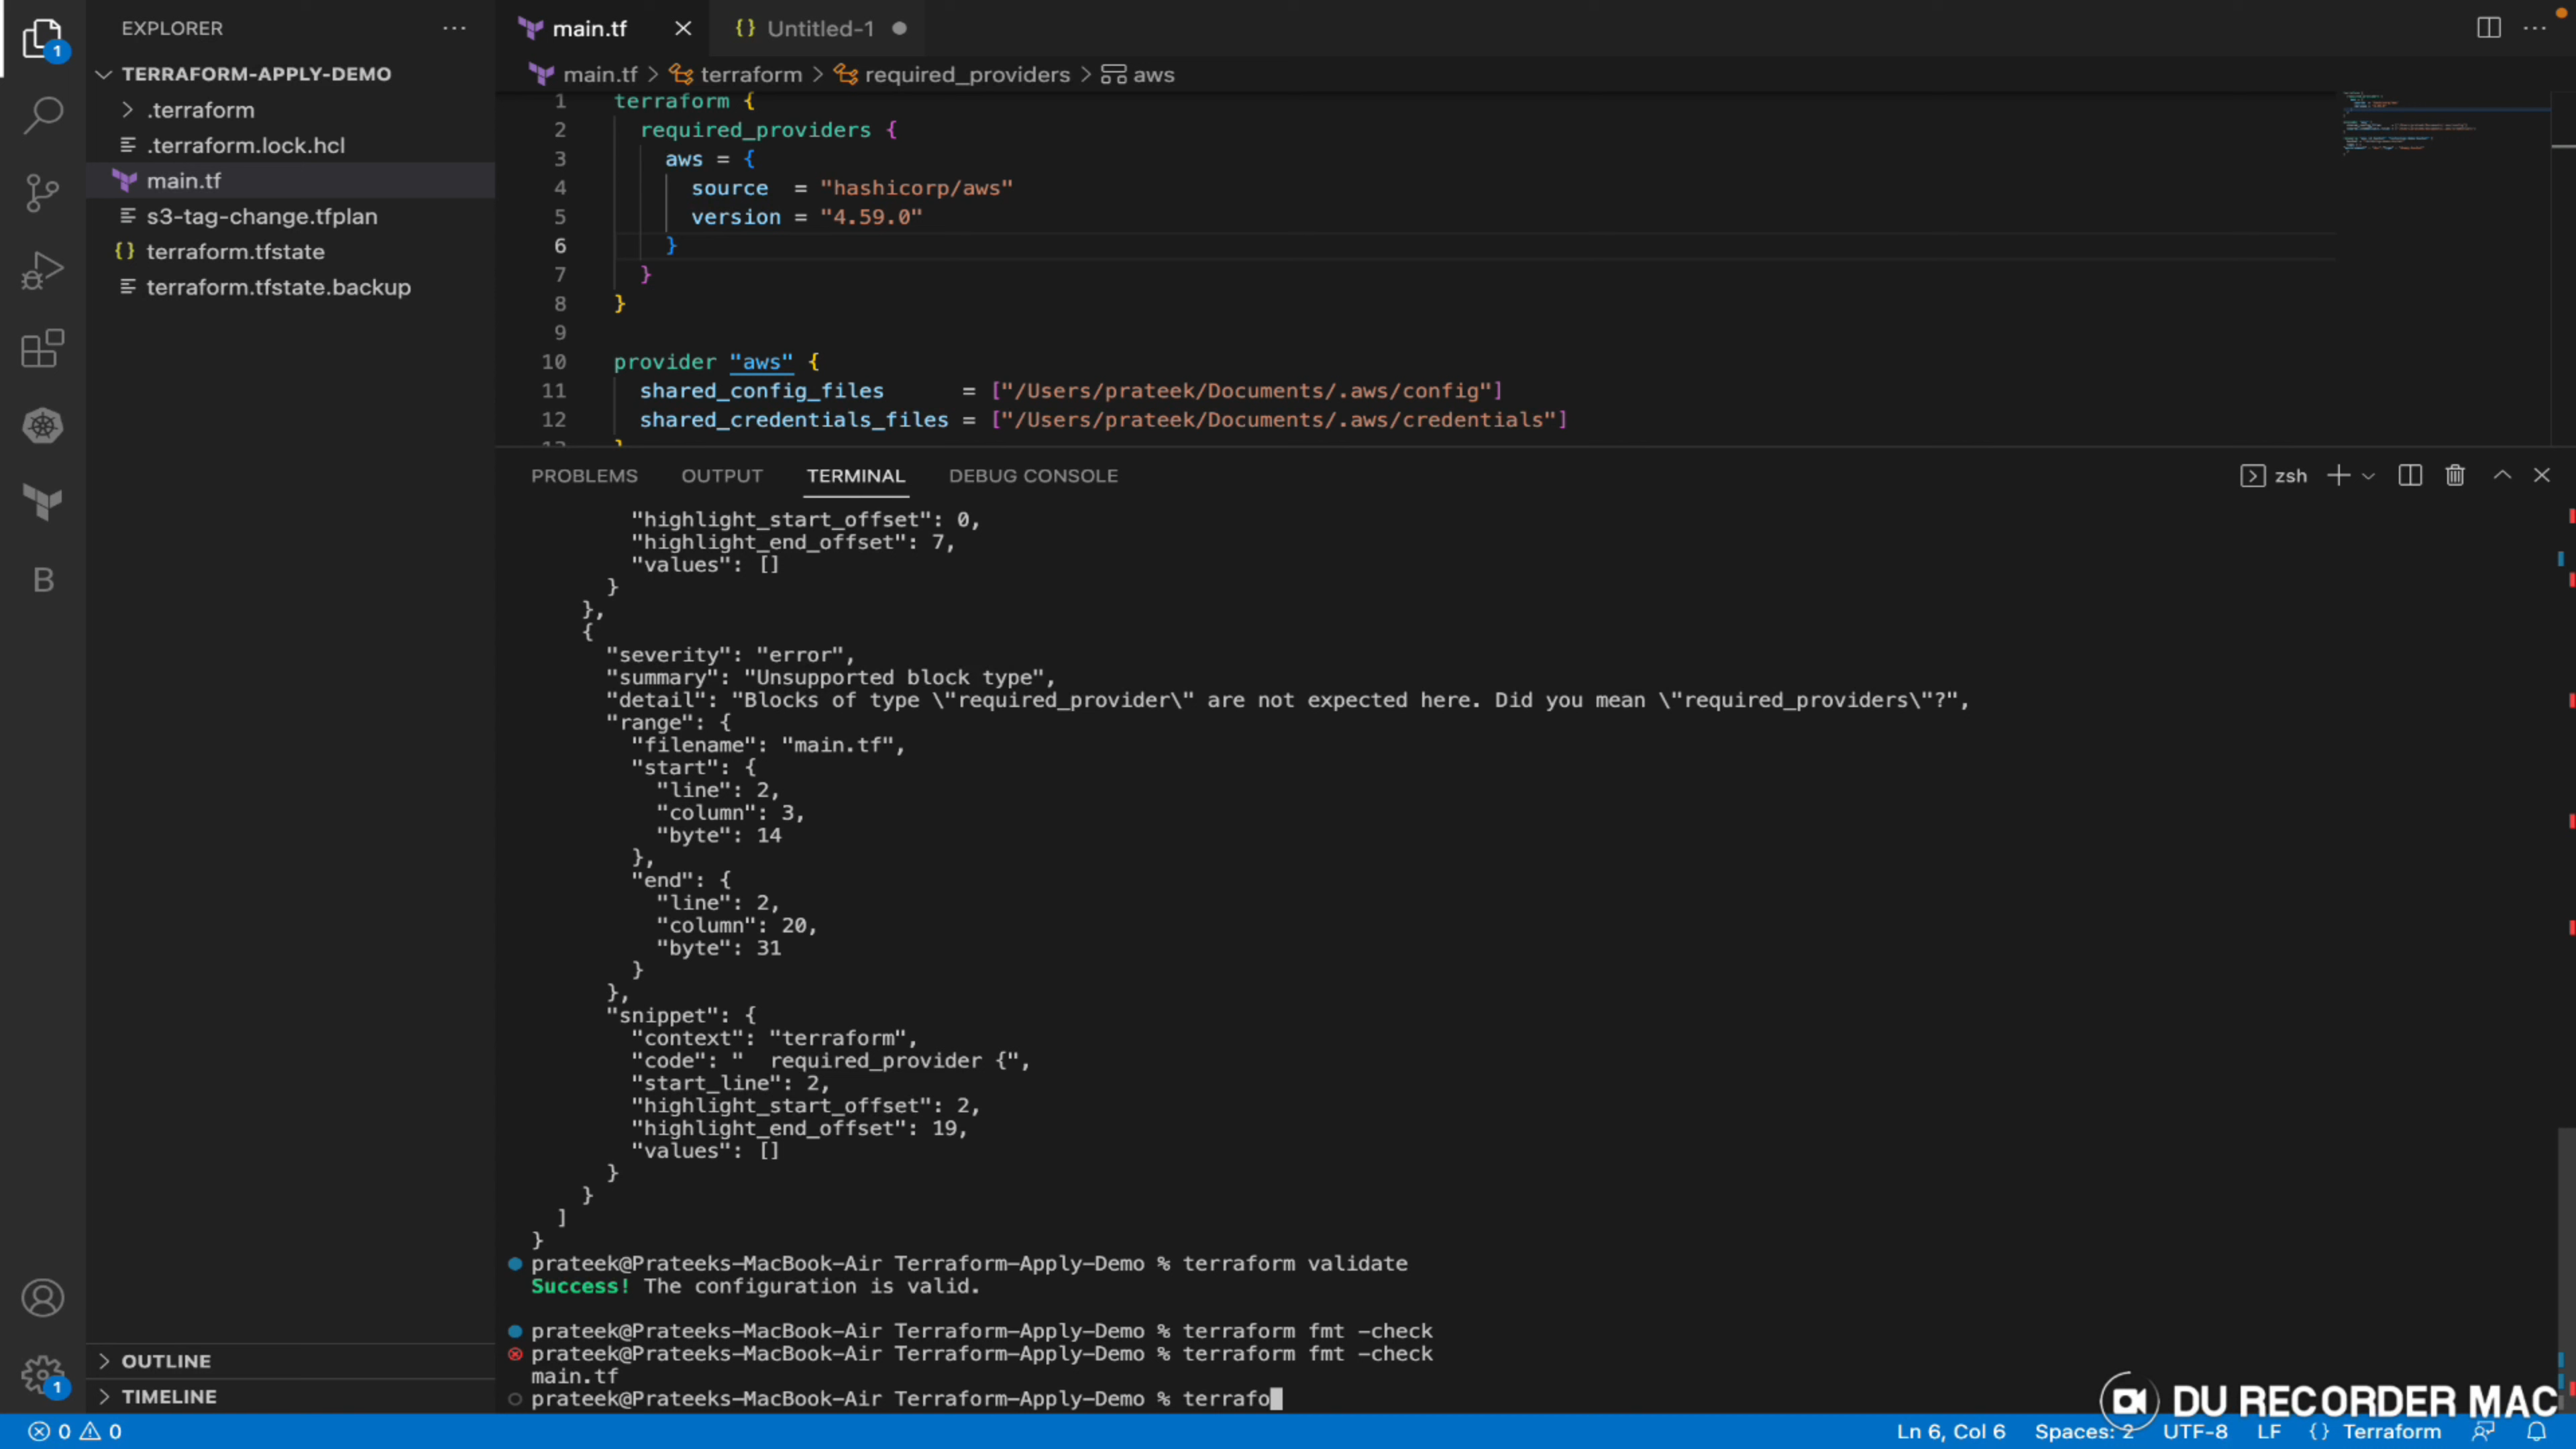 EXPLORER
TERRAFORM-APPLY-DEMO
.terraform
.terraform.lock.hcl
main.tf
s3-tag-change.tfplan
{} terraform.tfstate
terraform.tfstate.backup
OUTLINE
TIMELINE
1
B
1
main.tf
{} Untitled-1
main.tf > terraform > required_providers > aws
1 terraform {
2 required_providers {
3 aws = {
4 source = "hashicorp/aws"
5 version = "4.59.0"
6 }
7 }
8 }
9
10 provider "aws" {
11 shared_config_files = ["/Users/prateek/Documents/.aws/config"]
12 shared_credentials_files = ["/Users/prateek/Documents/.aws/credentials"]
PROBLEMS OUTPUT TERMINAL DEBUG CONSOLE
zsh
"highlight_start_offset": 0,
"highlight_end_offset": 7,
"values": []
}
},
{
"severity": "error",
"summary": "Unsupported block type",
"detail": "Blocks of type \"required_provider\" are not expected here. Did you mean \"required_providers\"?",
"range": {
"filename": "main.tf",
"start": {
"line": 2,
"column": 3,
"byte": 14
},
"end": {
"line": 2,
"column": 20,
"byte": 31
}
},
"snippet": {
"context": "terraform",
"code": "  required_provider {",
"start_line": 2,
"highlight_start_offset": 2,
"highlight_end_offset": 19,
"values": []
}
}
]
}
prateek@Prateeks-MacBook-Air Terraform-Apply-Demo % terraform validate
Success! The configuration is valid.
prateek@Prateeks-MacBook-Air Terraform-Apply-Demo % terraform fmt -check
prateek@Prateeks-MacBook-Air Terraform-Apply-Demo % terraform fmt -check
main.tf
prateek@Prateeks-MacBook-Air Terraform-Apply-Demo % terrafo
DU RECORDER MAC
0 0
Ln 6, Col 6 Spaces: 2 UTF-8 LF {} Terraform